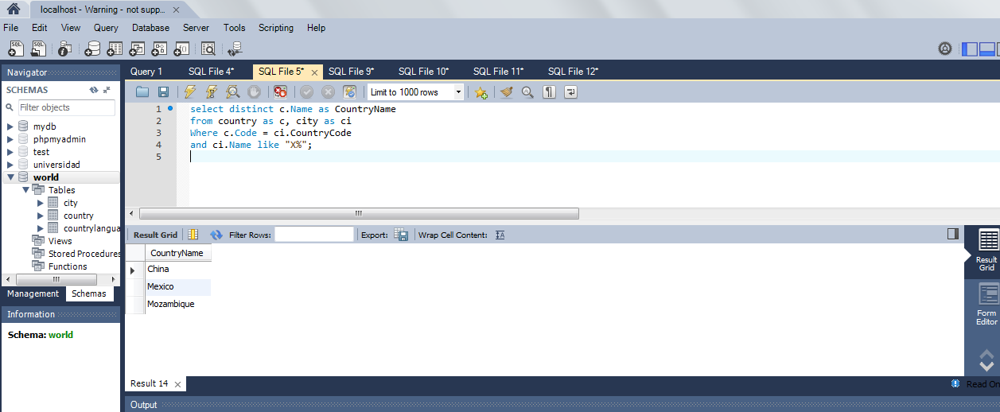 localhost - Warning - not supp...
File Edit View Query Database Server Tools Scripting Help
Navigator
SCHEMAS
Filter objects
mydb
phpmyadmin
test
universidad
world
Tables
city
country
countrylangua
Views
Stored Procedures
Functions
Management Schemas
Information
Schema: world
Query 1 SQL File 4* SQL File 5* SQL File 9* SQL File 10* SQL File 11* SQL File 12*
Limit to 1000 rows
1 select distinct c.Name as CountryName
2 from country as c, city as ci
3 Where c.Code = ci.CountryCode
4 and ci.Name like "X%";
5
Result Grid Filter Rows: Export: Wrap Cell Content:
CountryName
China
Mexico
Mozambique
Result
Grid
Form
Editor
Result 14
Read On
Output